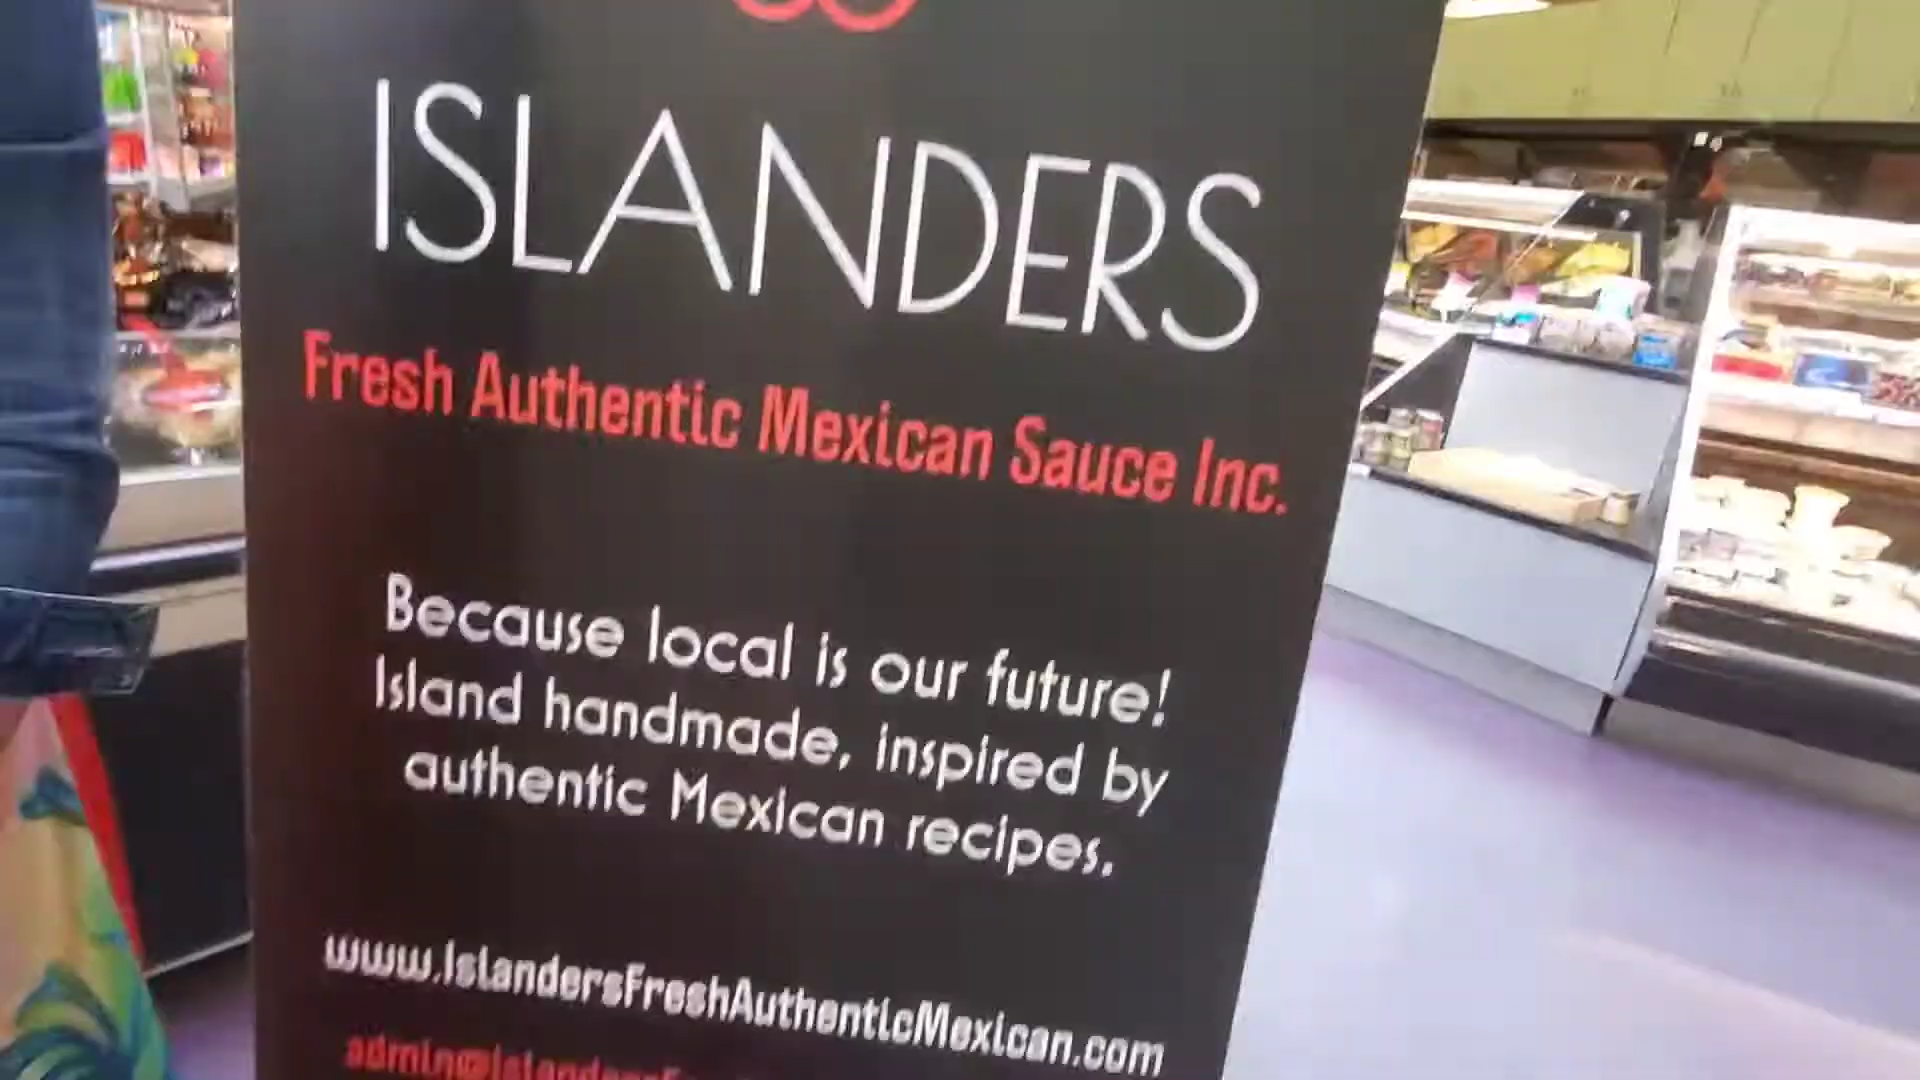 ISLANDERS
Fresh Authentic Mexican Sauce Inc.
Because local is our future!
Island handmade, inspired by
authentic Mexican recipes.
www.IslandersFreshAuthenticMexican.com